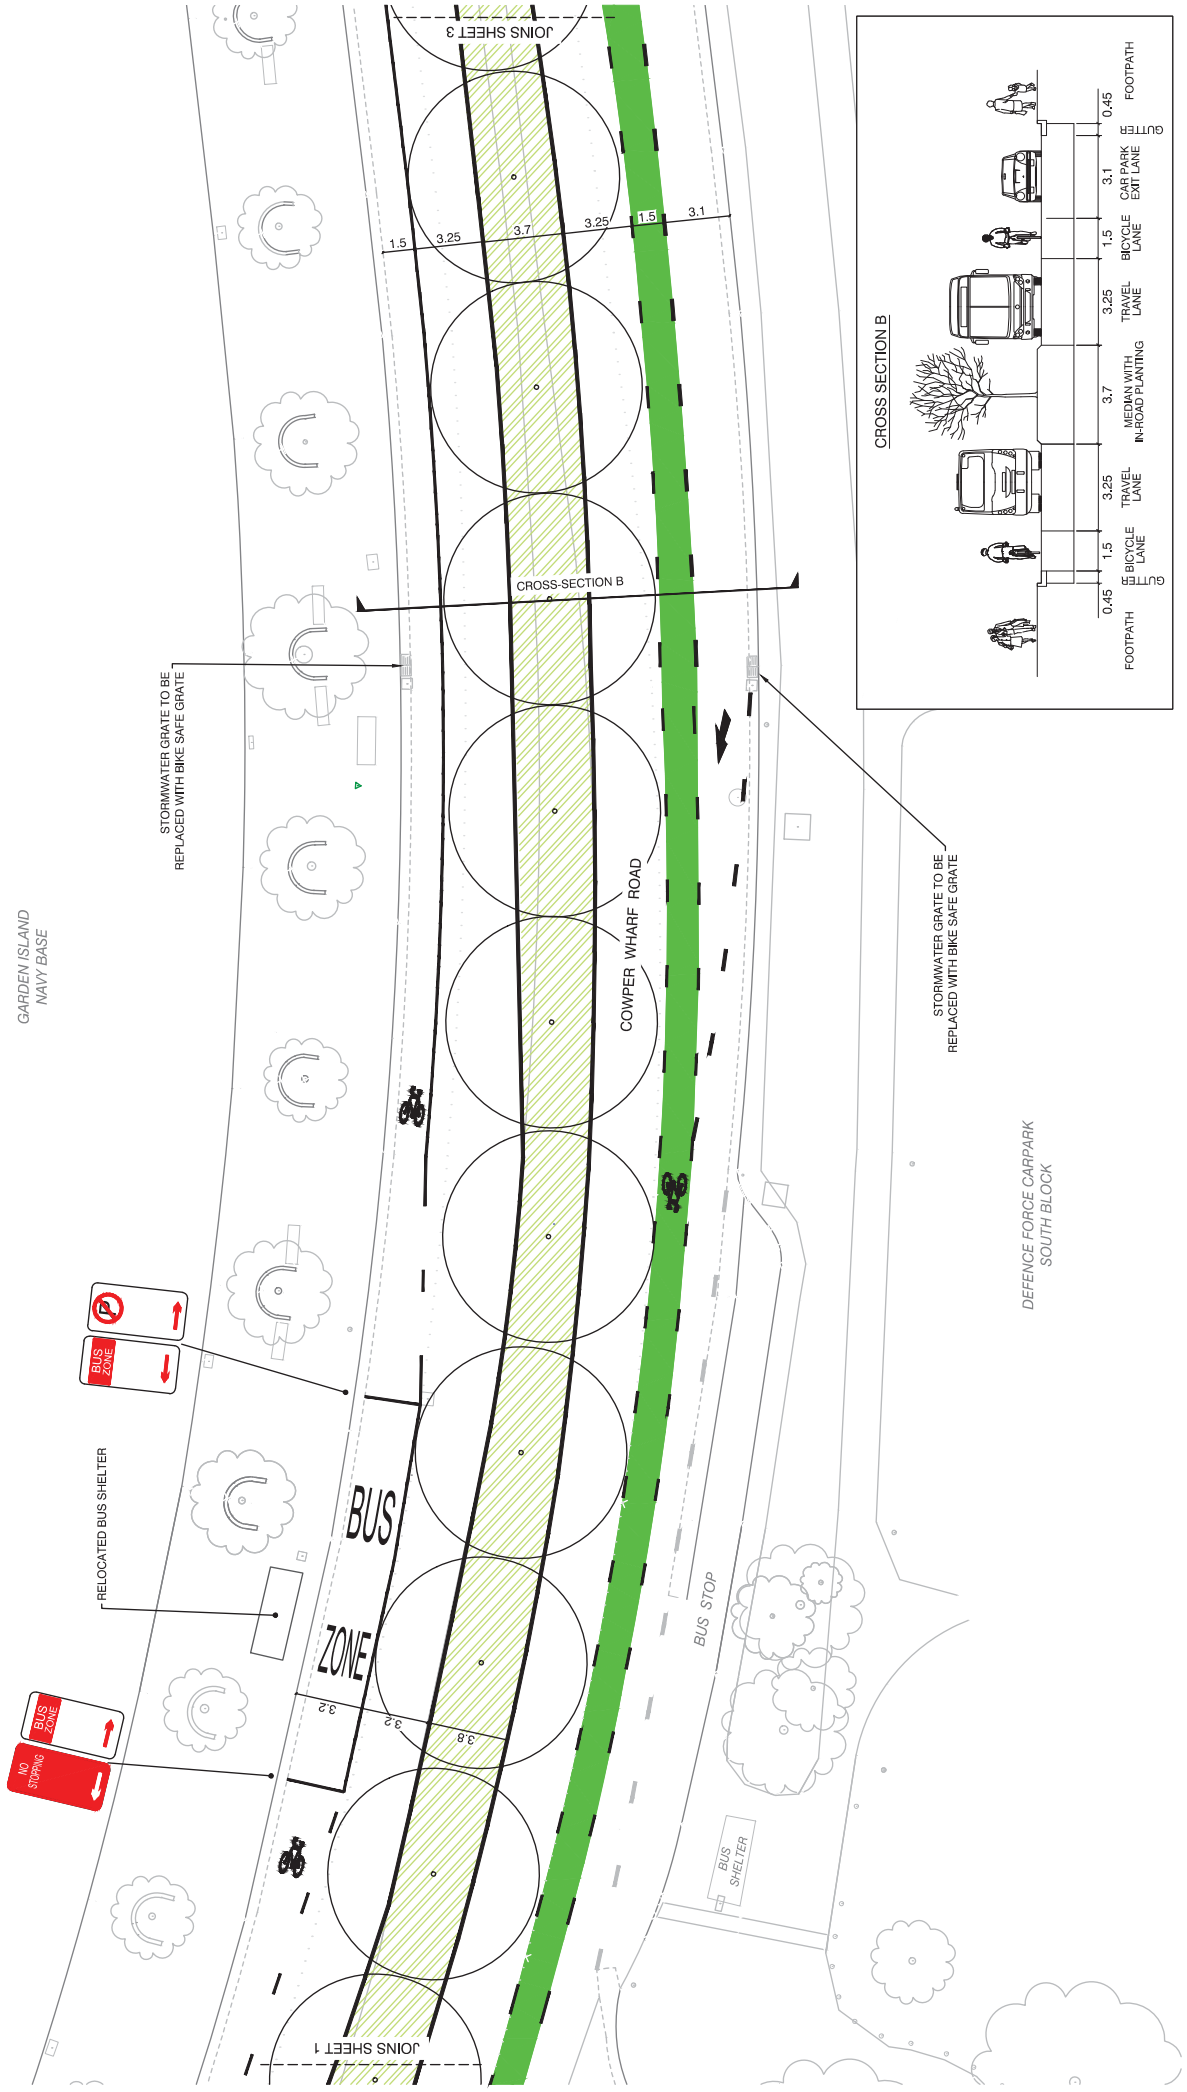 GARDEN ISLAND
NAVY BASE
STORMWATER GRATE TO BE
REPLACED WITH BIKE SAFE GRATE
RELOCATED BUS SHELTER
NO
STOPPING
BUS
ZONE
BUS
ZONE
P
BUS
ZONE
3.2
3.2
3.8
JOINS SHEET 1
JOINS SHEET 3
1.5
3.25
3.7
3.25
1.5
3.1
CROSS-SECTION B
COWPER WHARF ROAD
BUS STOP
BUS
SHELTER
STORMWATER GRATE TO BE
REPLACED WITH BIKE SAFE GRATE
DEFENCE FORCE CARPARK
SOUTH BLOCK
CROSS SECTION B
0.45
1.5
3.25
3.7
3.25
1.5
3.1
0.45
FOOTPATH
GUTTER
BICYCLE
LANE
TRAVEL
LANE
MEDIAN WITH
IN-ROAD PLANTING
TRAVEL
LANE
BICYCLE
LANE
CAR PARK
EXIT LANE
GUTTER
FOOTPATH